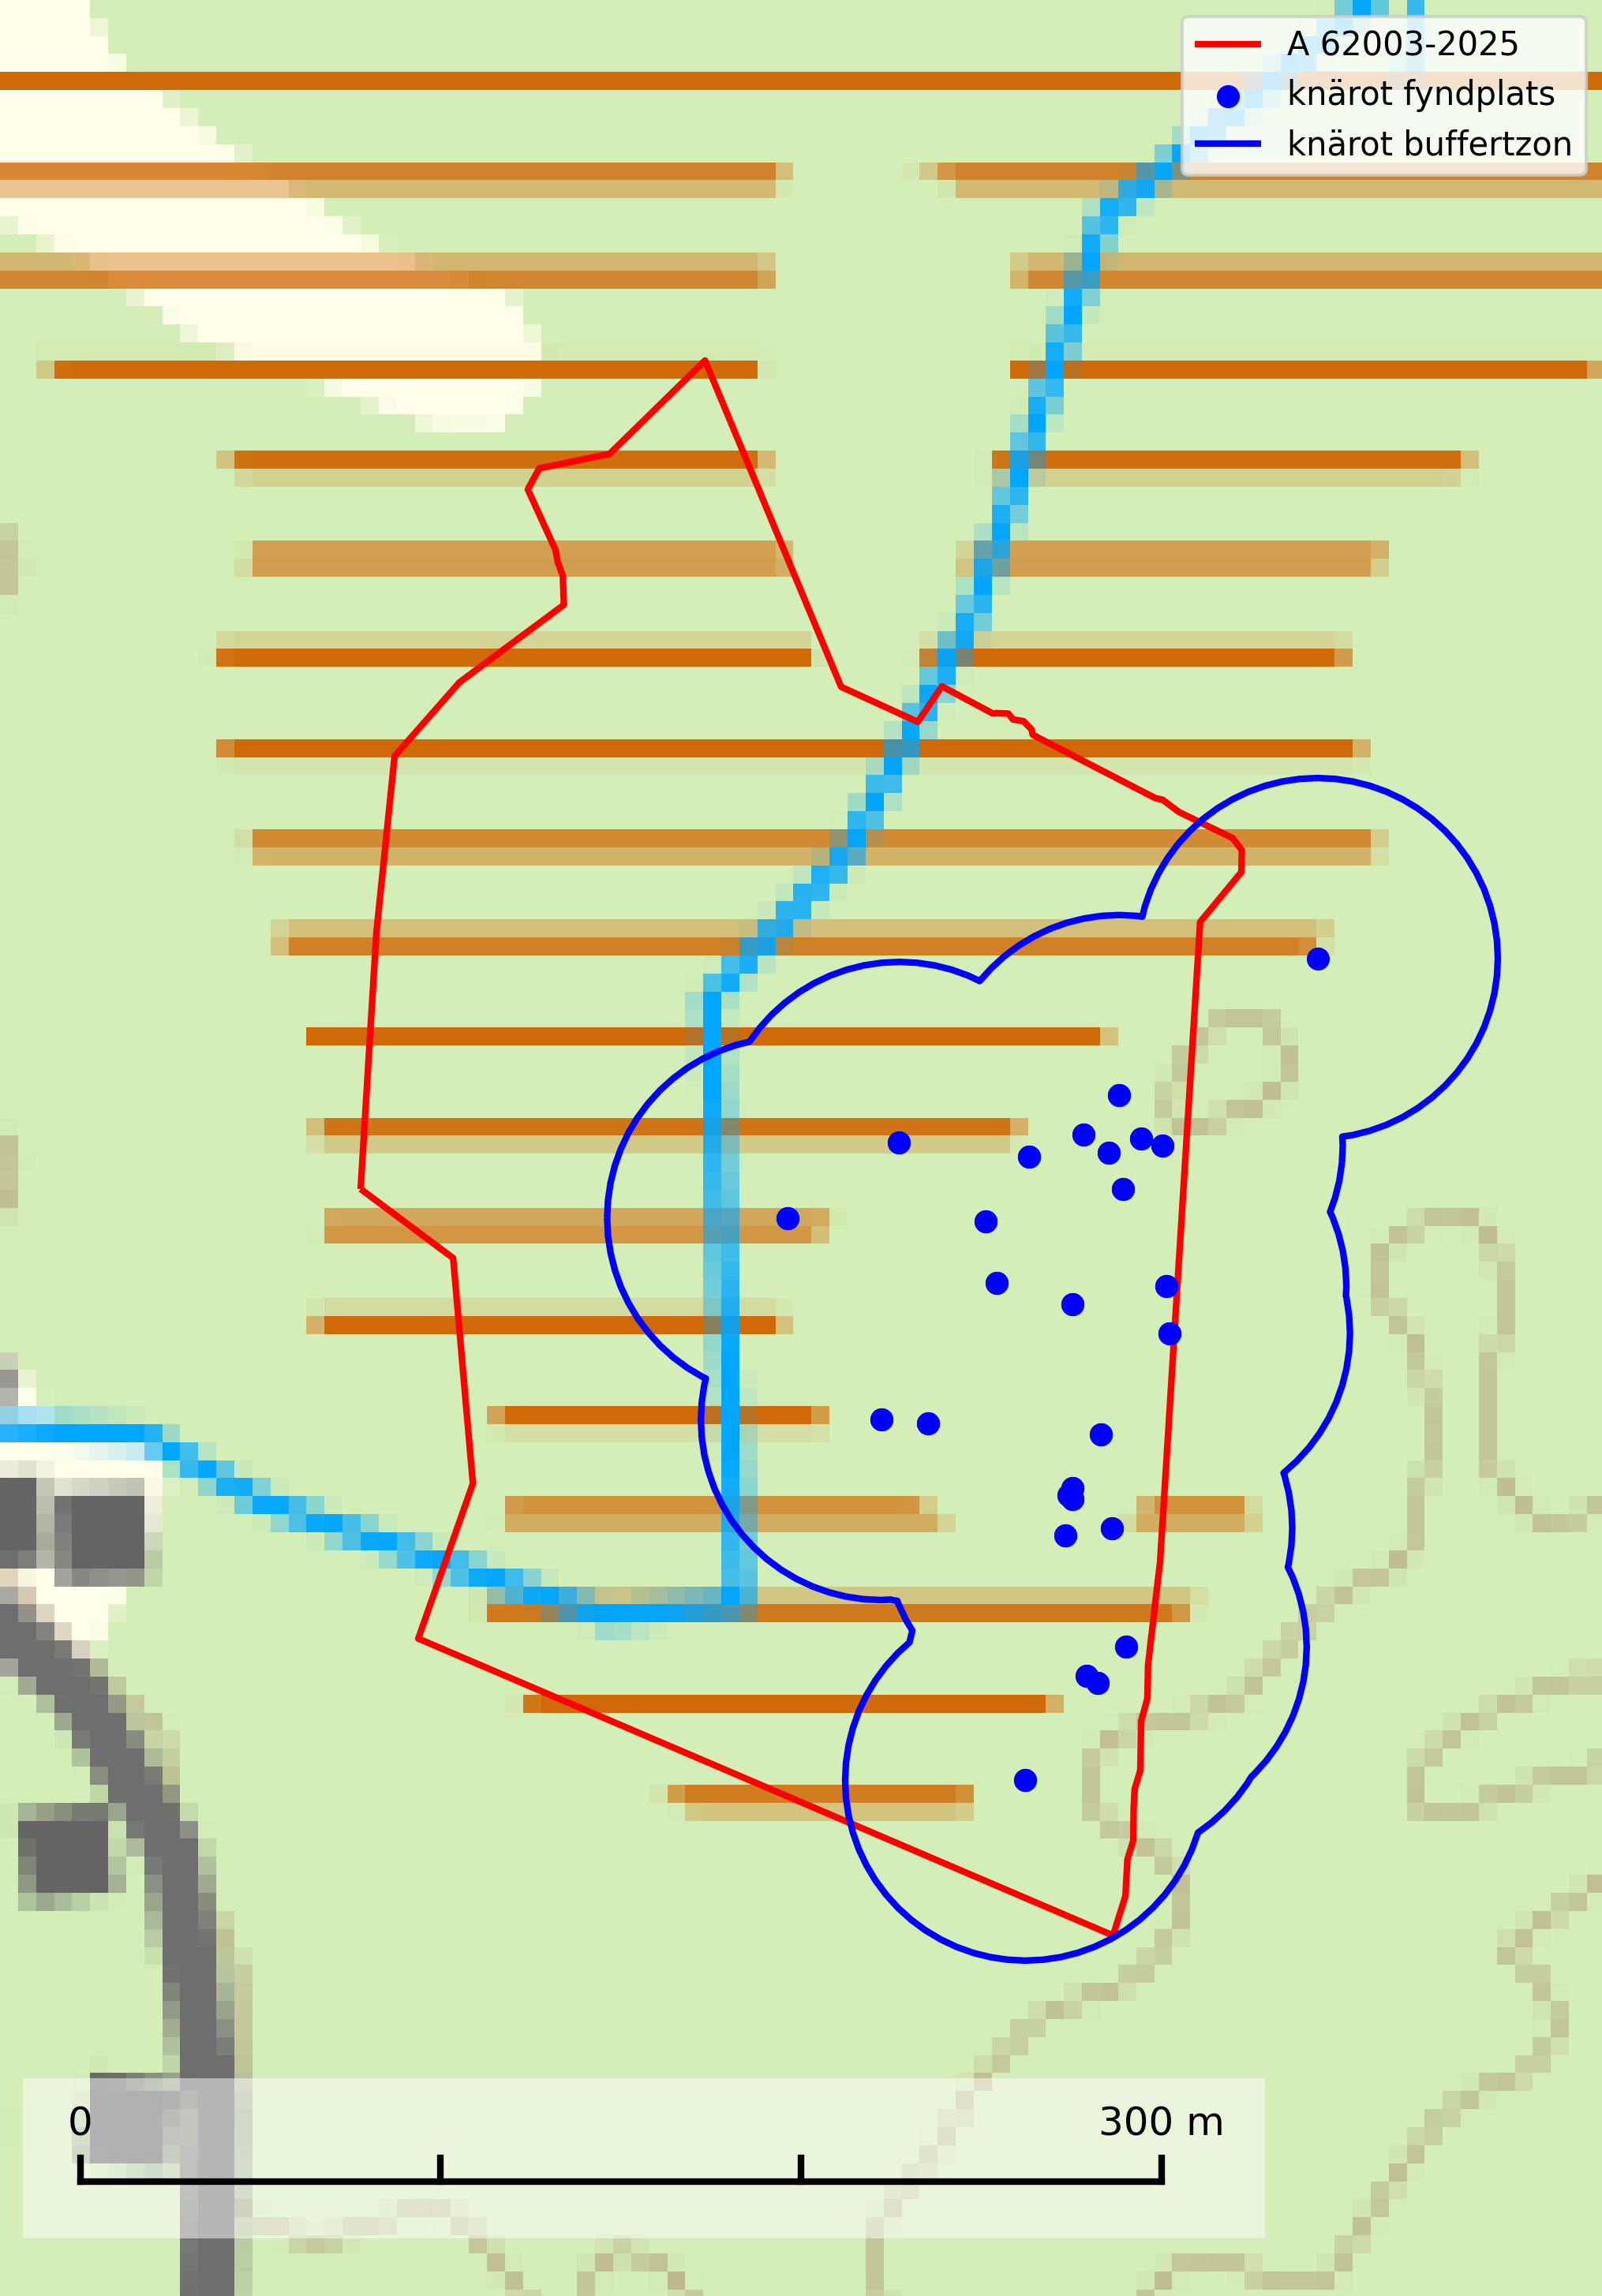 A 62003-2025
knärot fyndplats
knärot buffertzon
0 300 m